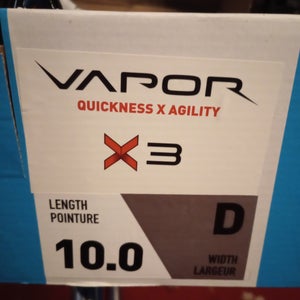 VAPOR
QUICKNESS X AGILITY
X3
LENGTH
POINTURE
10.0
D
WIDTH
LARGEUR